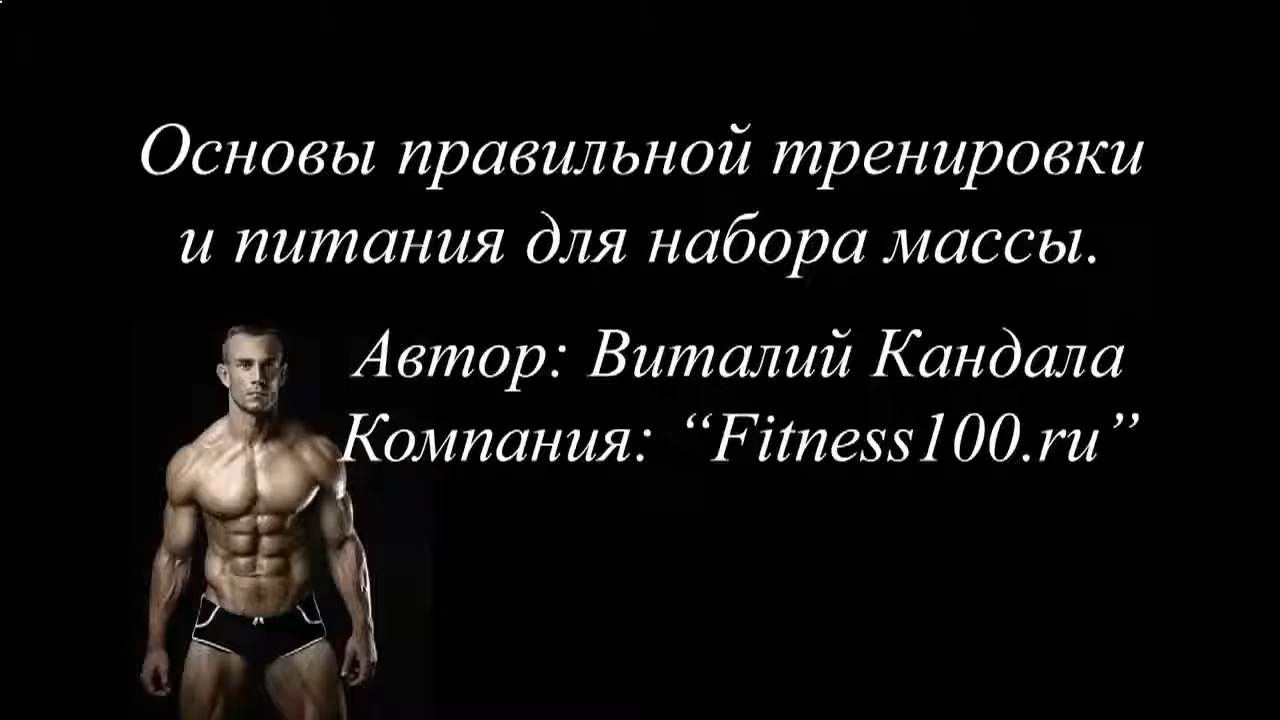 Основы правильной тренировки
и питания для набора массы.
Автор: Виталий Кандала
Компания: “Fitness100.ru”